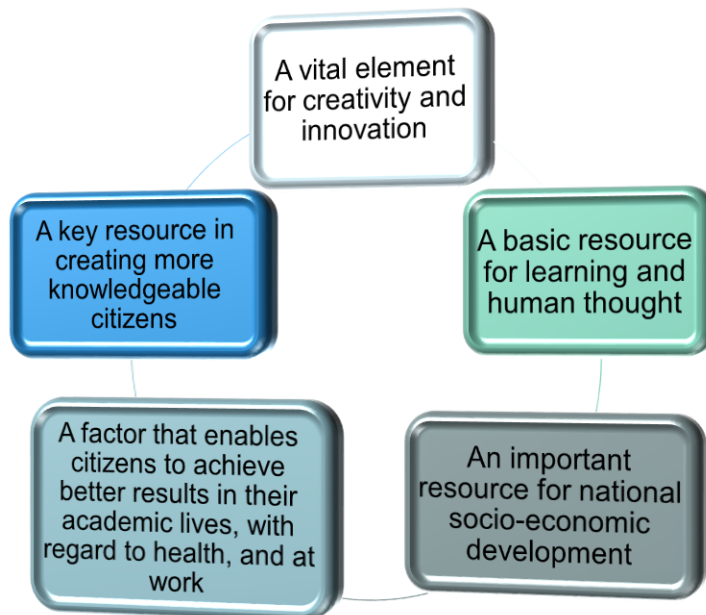 A vital element
for creativity and
innovation
A basic resource
for learning and
human thought
An important
resource for national
socio-economic
development
A factor that enables
citizens to achieve
better results in their
academic lives, with
regard to health, and at
work
A key resource in
creating more
knowledgeable
citizens